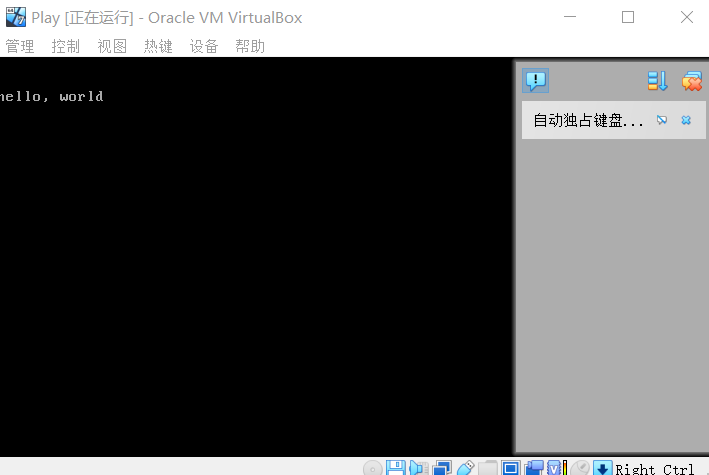 Play [正在运行] - Oracle VM VirtualBox
管理 控制 视图 热键 设备 帮助
hello, world
自动独占键盘...
Right Ctrl